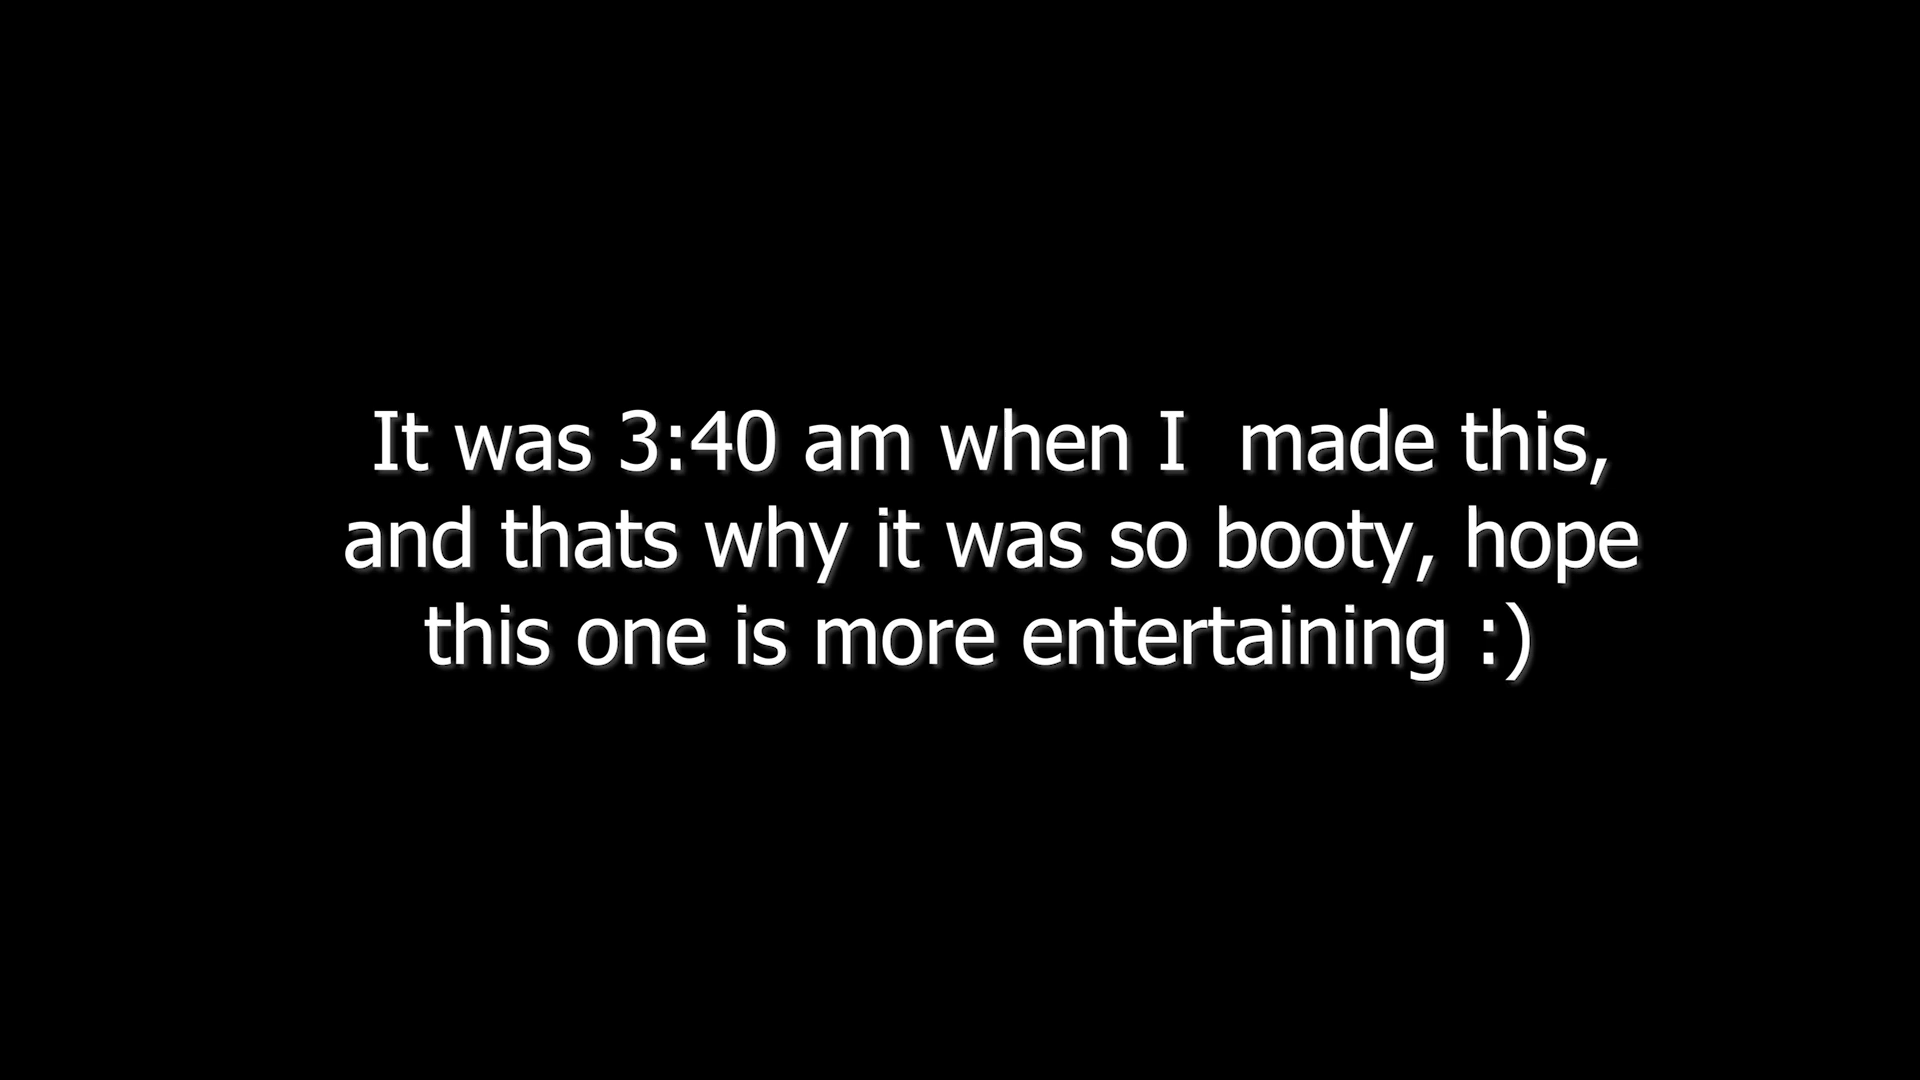 It was 3:40 am when I  made this,
and thats why it was so booty, hope
this one is more entertaining :)